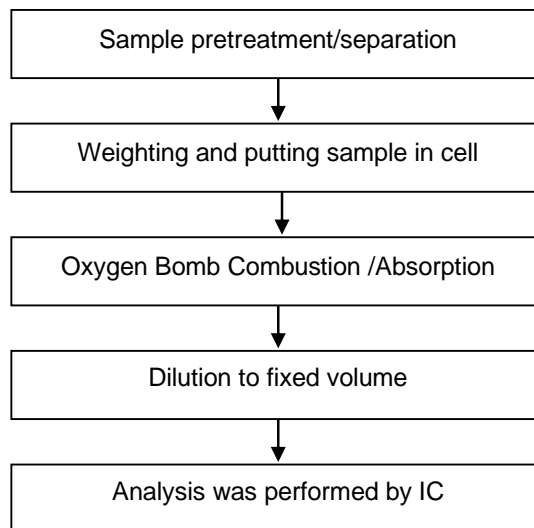 Sample pretreatment/separation
Weighting and putting sample in cell
Oxygen Bomb Combustion /Absorption
Dilution to fixed volume
Analysis was performed by IC